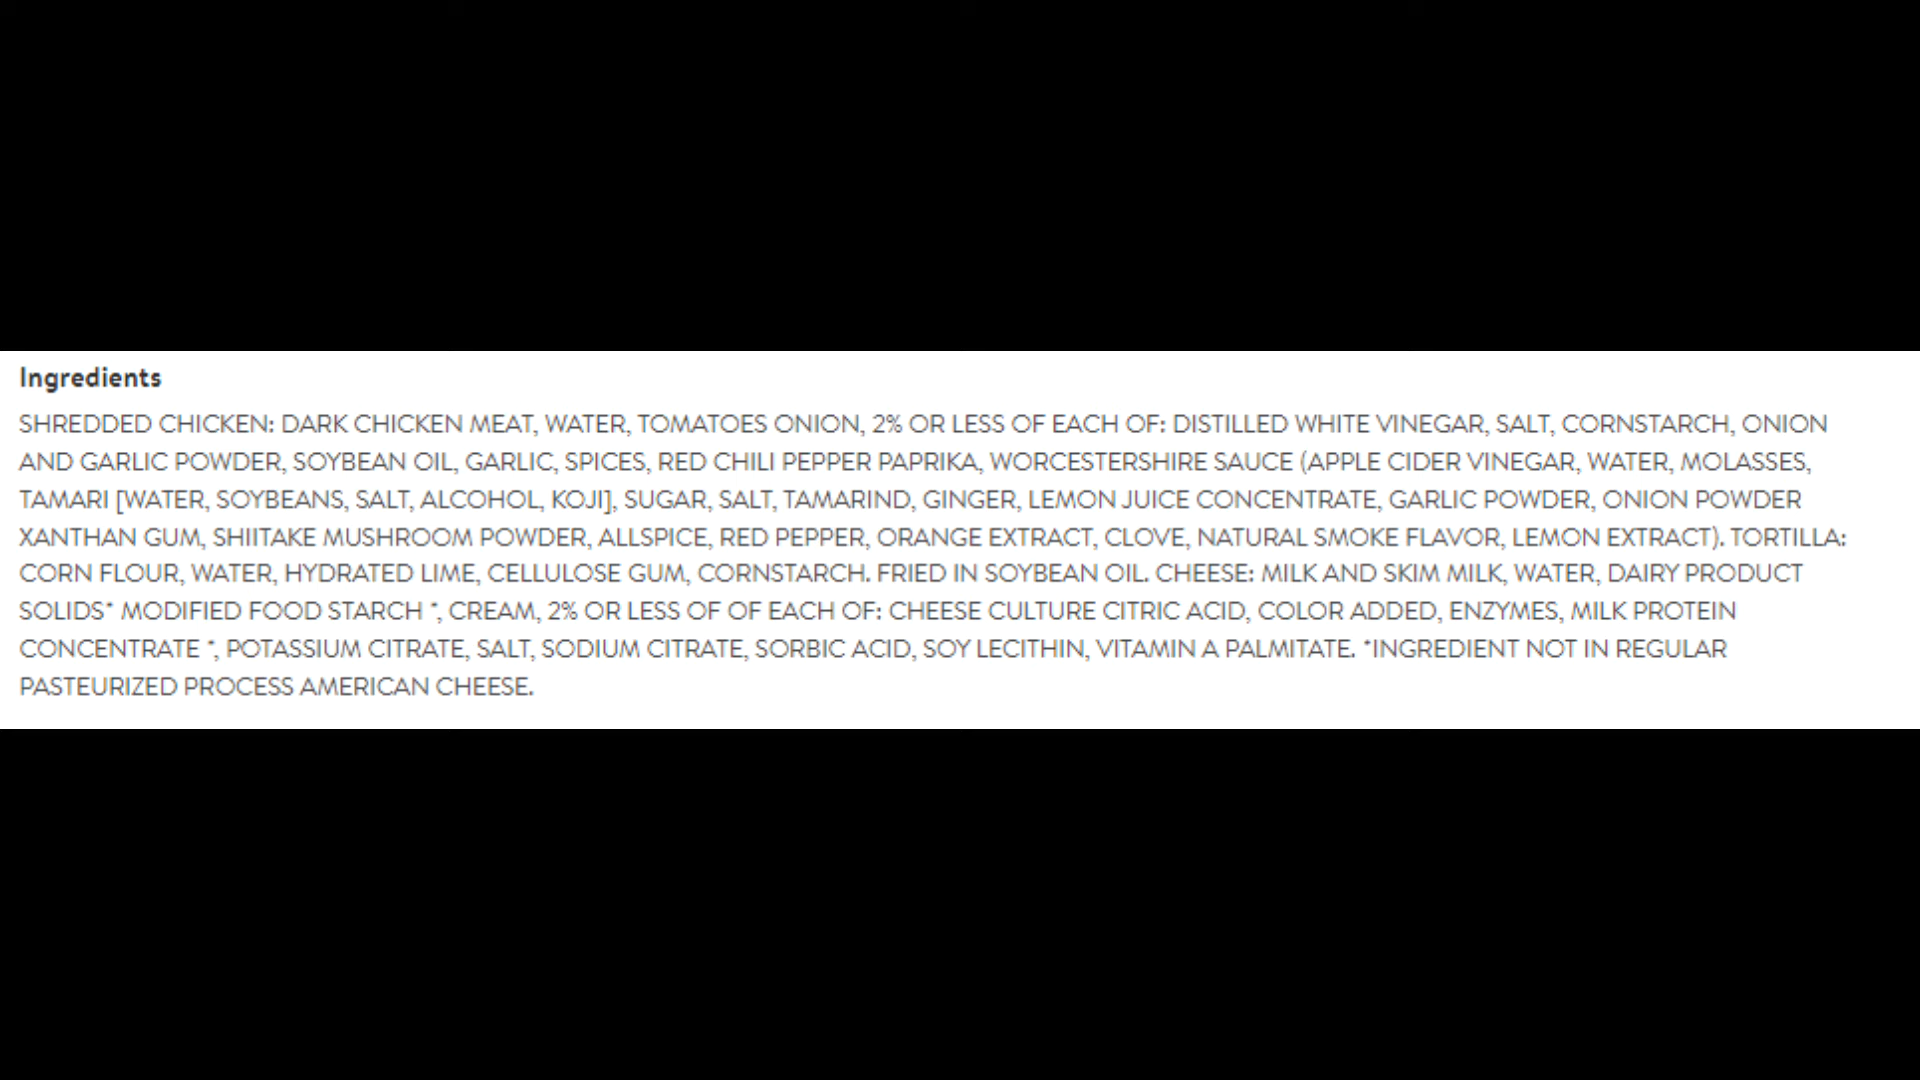 Ingredients
SHREDDED CHICKEN: DARK CHICKEN MEAT, WATER, TOMATOES ONION, 2% OR LESS OF EACH OF: DISTILLED WHITE VINEGAR, SALT, CORNSTARCH, ONION
AND GARLIC POWDER, SOYBEAN OIL, GARLIC, SPICES, RED CHILI PEPPER PAPRIKA, WORCESTERSHIRE SAUCE (APPLE CIDER VINEGAR, WATER, MOLASSES,
TAMARI [WATER, SOYBEANS, SALT, ALCOHOL, KOJI], SUGAR, SALT, TAMARIND, GINGER, LEMON JUICE CONCENTRATE, GARLIC POWDER, ONION POWDER
XANTHAN GUM, SHIITAKE MUSHROOM POWDER, ALLSPICE, RED PEPPER, ORANGE EXTRACT, CLOVE, NATURAL SMOKE FLAVOR, LEMON EXTRACT). TORTILLA:
CORN FLOUR, WATER, HYDRATED LIME, CELLULOSE GUM, CORNSTARCH. FRIED IN SOYBEAN OIL. CHEESE: MILK AND SKIM MILK, WATER, DAIRY PRODUCT
SOLIDS* MODIFIED FOOD STARCH *, CREAM, 2% OR LESS OF OF EACH OF: CHEESE CULTURE CITRIC ACID, COLOR ADDED, ENZYMES, MILK PROTEIN
CONCENTRATE *, POTASSIUM CITRATE, SALT, SODIUM CITRATE, SORBIC ACID, SOY LECITHIN, VITAMIN A PALMITATE. *INGREDIENT NOT IN REGULAR
PASTEURIZED PROCESS AMERICAN CHEESE.